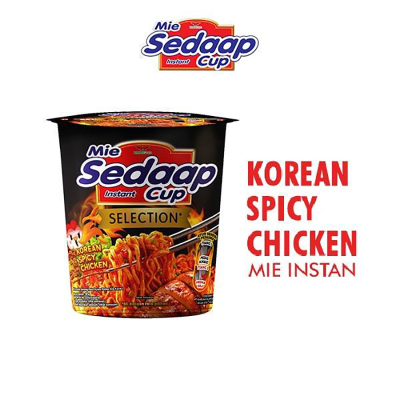 Mie
Sedaap
Instant Cup
Mie
Sedaap
Instant Cup
SELECTION
KOREAN
SPICY
CHICKEN
KOREAN
SPICY
CHICKEN
MIE INSTAN